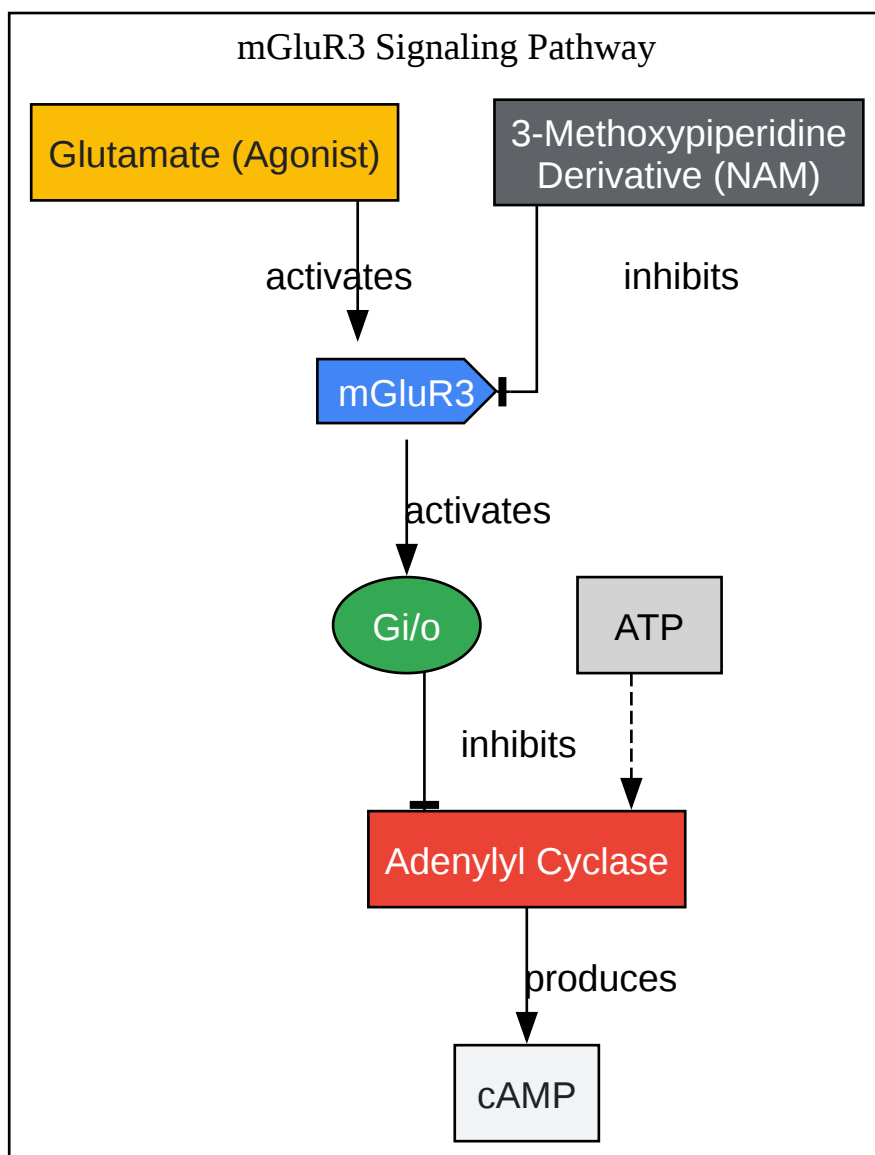 mGluR3 Signaling Pathway
Glutamate (Agonist)
3-Methoxypiperidine
Derivative (NAM)
activates
inhibits
mGluR3
activates
Gi/o
ATP
inhibits
Adenylyl Cyclase
produces
cAMP